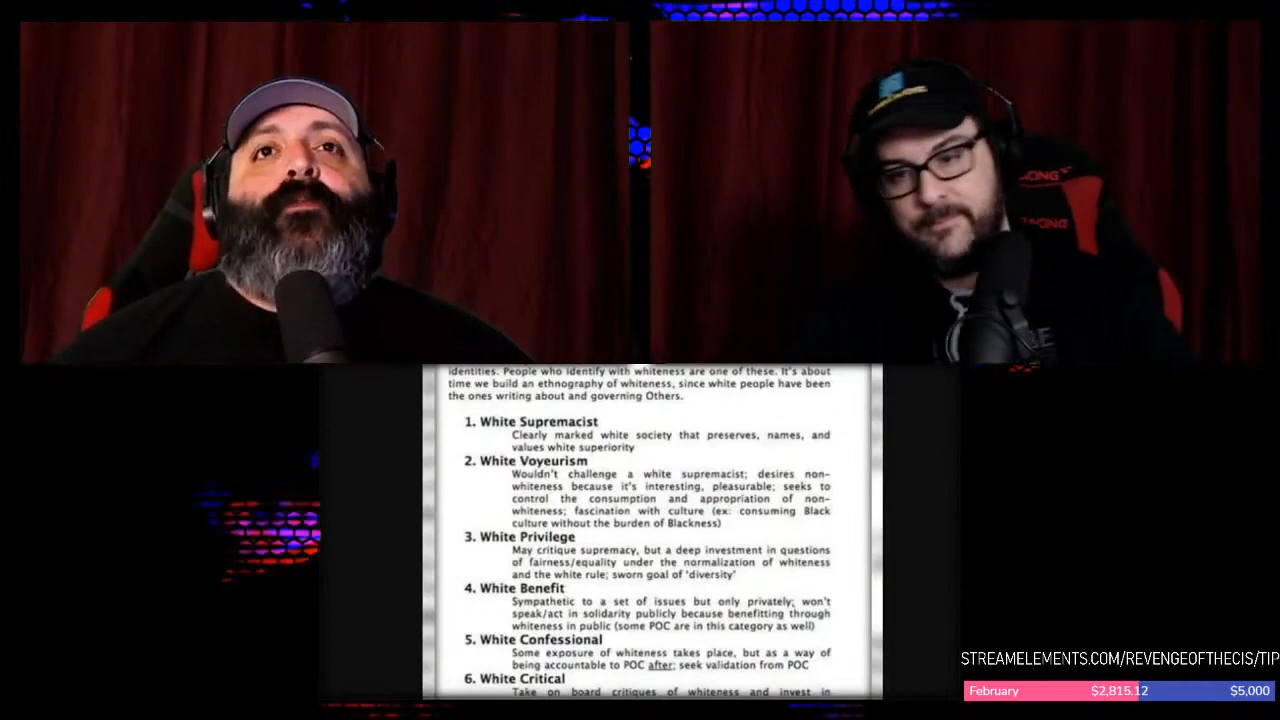 identities. People who identify with whiteness are one of these. It's about
time we build an ethnography of whiteness, since white people have been
the ones writing about and governing Others.
1. White Supremacist
Clearly marked white society that preserves, names, and
values white superiority
2. White Voyeurism
Wouldn't challenge a white supremacist; desires non-
whiteness because it's interesting, pleasurable; seeks to
control the consumption and appropriation of non-
whiteness; fascination with culture (ex: consuming Black
culture without the burden of Blackness)
3. White Privilege
May critique supremacy, but a deep investment in questions
of fairness/equality under the normalization of whiteness
and the white rule; sworn goal of 'diversity'
4. White Benefit
Sympathetic to a set of issues but only privately; won't
speak/act in solidarity publicly because benefitting through
whiteness in public (some POC are in this category as well)
5. White Confessional
Some exposure of whiteness takes place, but as a way of
being accountable to POC after; seek validation from POC
6. White Critical
Take on board critiques of whiteness and invest in
STREAMELEMENTS.COM/REVENGEOFTHECIS/TIP
February $2,815.12 $5,000